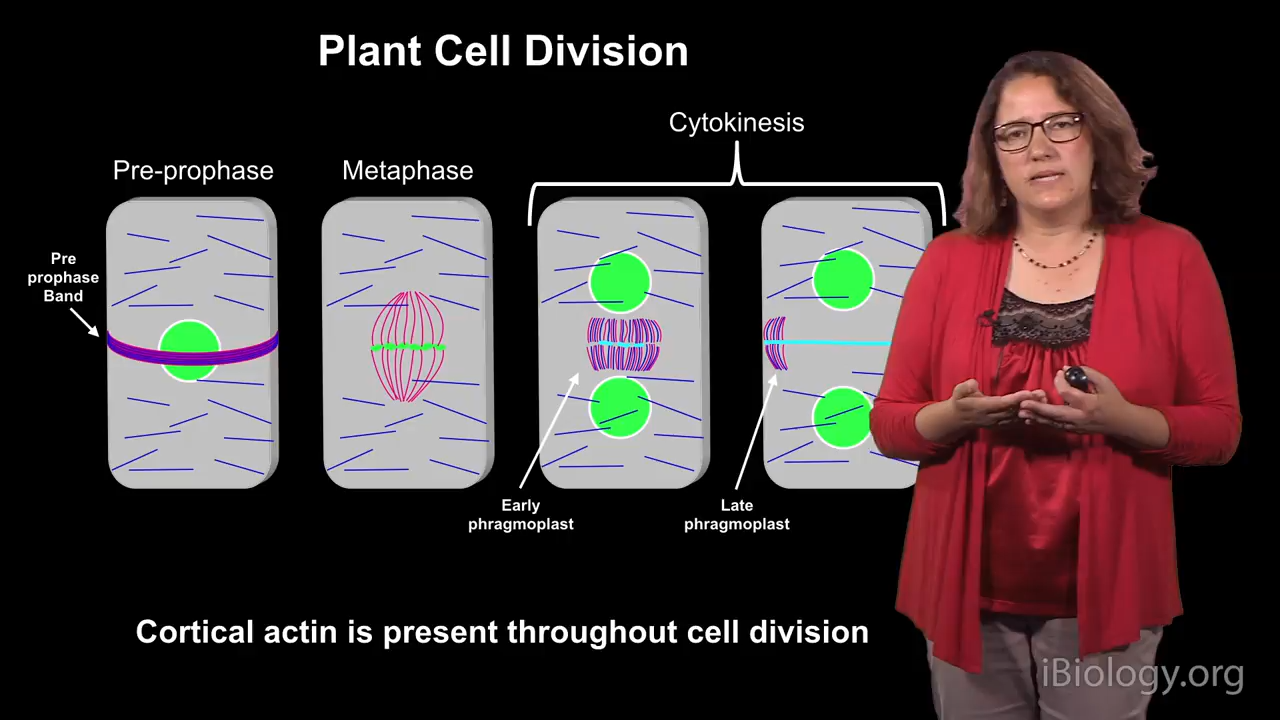 Plant Cell Division
Cytokinesis
Pre-prophase
Metaphase
Pre
prophase
Band
Early
phragmoplast
Late
phragmoplast
Cortical actin is present throughout cell division
iBiology.org